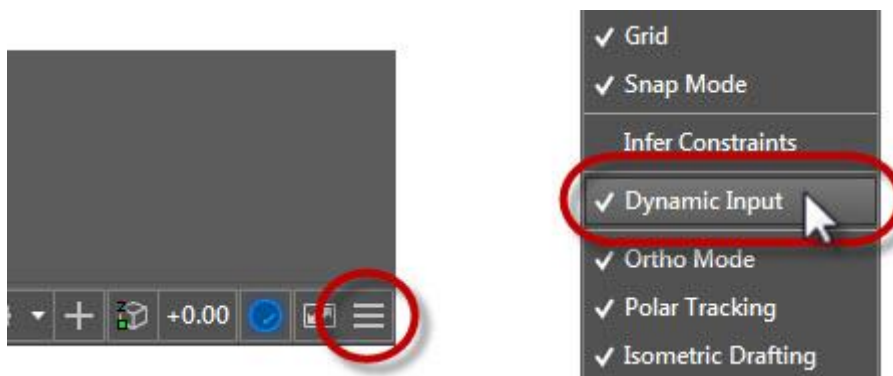 +0.00
Grid
Snap Mode
Infer Constraints
Dynamic Input
Ortho Mode
Polar Tracking
Isometric Drafting